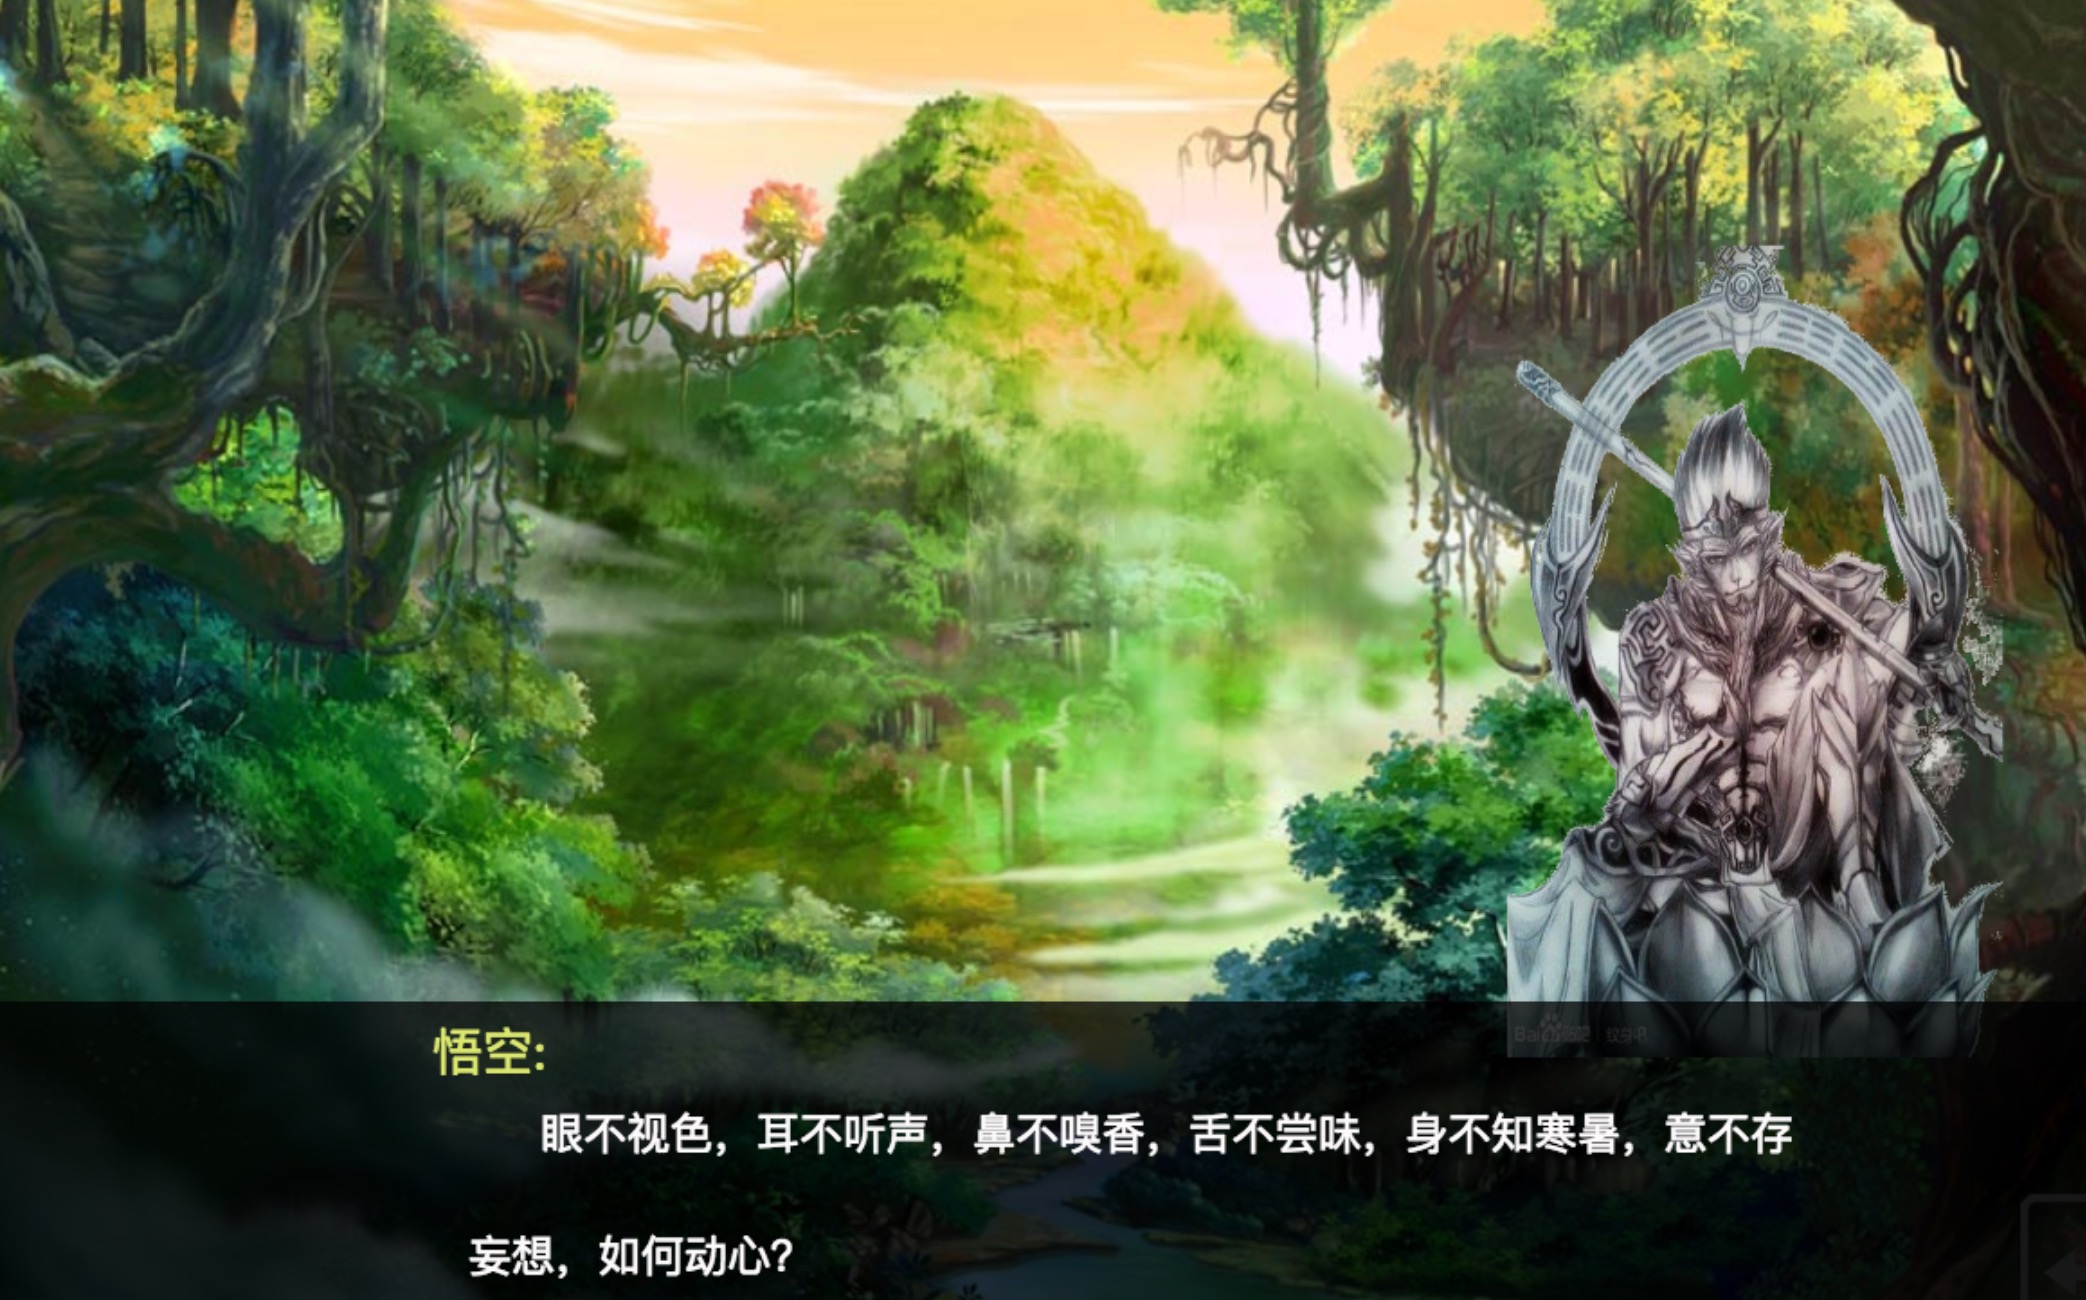 悟空:
眼不视色，耳不听声，鼻不嗅香，舌不尝味，身不知寒暑，意不存
妄想，如何动心?